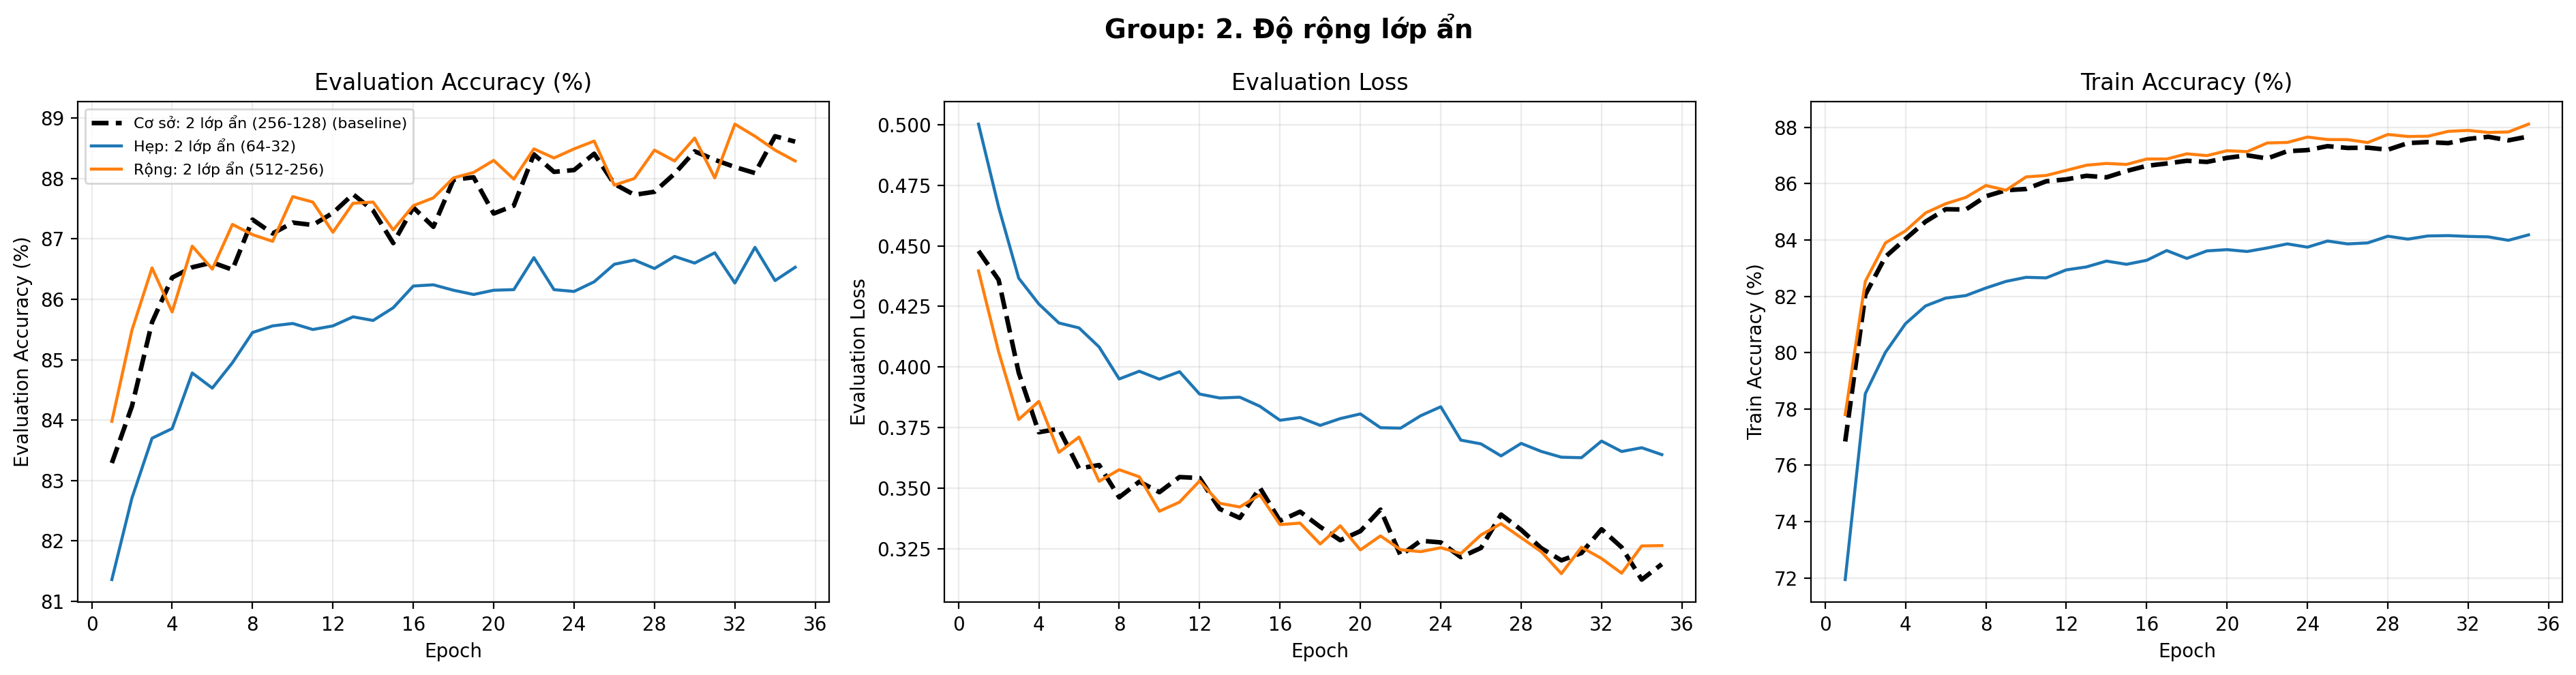 Group: 2. Độ rộng lớp ẩn
Evaluation Accuracy (%)
Evaluation Accuracy (%)
89
88
87
86
85
84
83
82
81
Cơ sở: 2 lớp ẩn (256-128) (baseline)
Hẹp: 2 lớp ẩn (64-32)
Rộng: 2 lớp ẩn (512-256)
0 4 8 12 16 20 24 28 32 36
Epoch
Evaluation Loss
Evaluation Loss
0.500
0.475
0.450
0.425
0.400
0.375
0.350
0.325
0 4 8 12 16 20 24 28 32 36
Epoch
Train Accuracy (%)
Train Accuracy (%)
88
86
84
82
80
78
76
74
72
0 4 8 12 16 20 24 28 32 36
Epoch